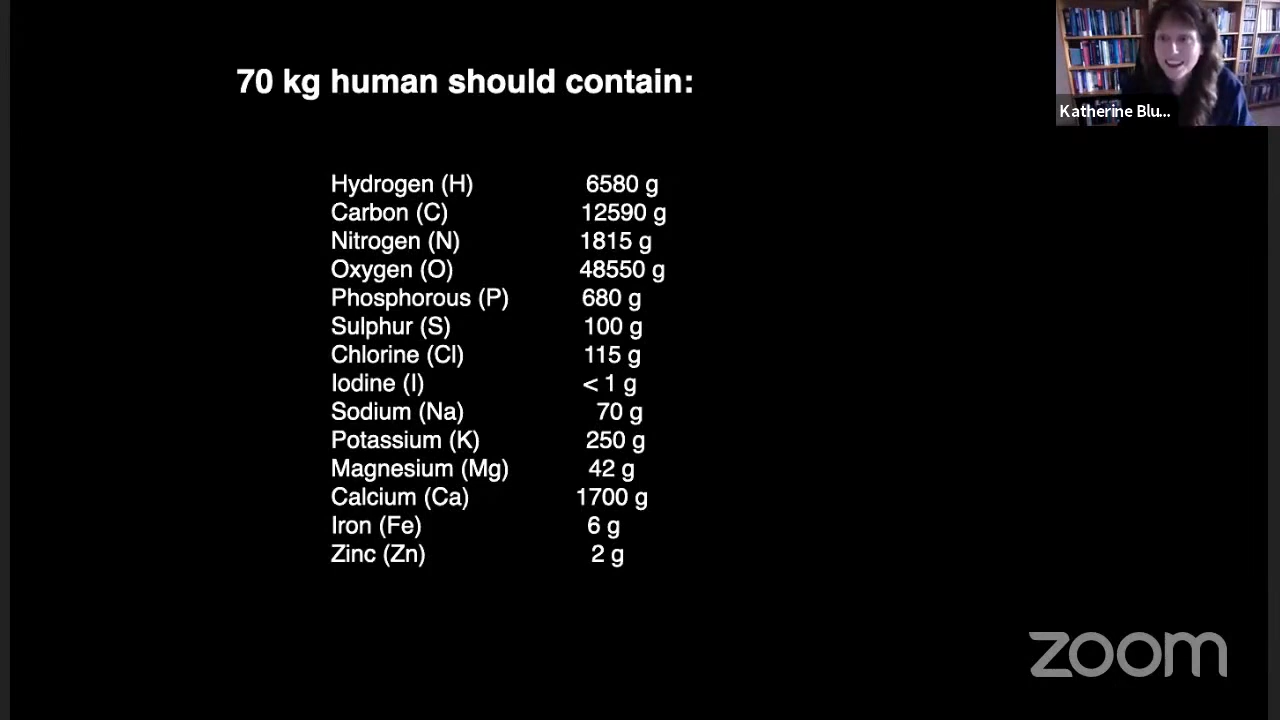 70 kg human should contain:
Katherine Blu...
Hydrogen (H) 6580 g
Carbon (C) 12590 g
Nitrogen (N) 1815 g
Oxygen (O) 48550 g
Phosphorous (P) 680 g
Sulphur (S) 100 g
Chlorine (Cl) 115 g
Iodine (I) < 1 g
Sodium (Na) 70 g
Potassium (K) 250 g
Magnesium (Mg) 42 g
Calcium (Ca) 1700 g
Iron (Fe) 6 g
Zinc (Zn) 2 g
zoom